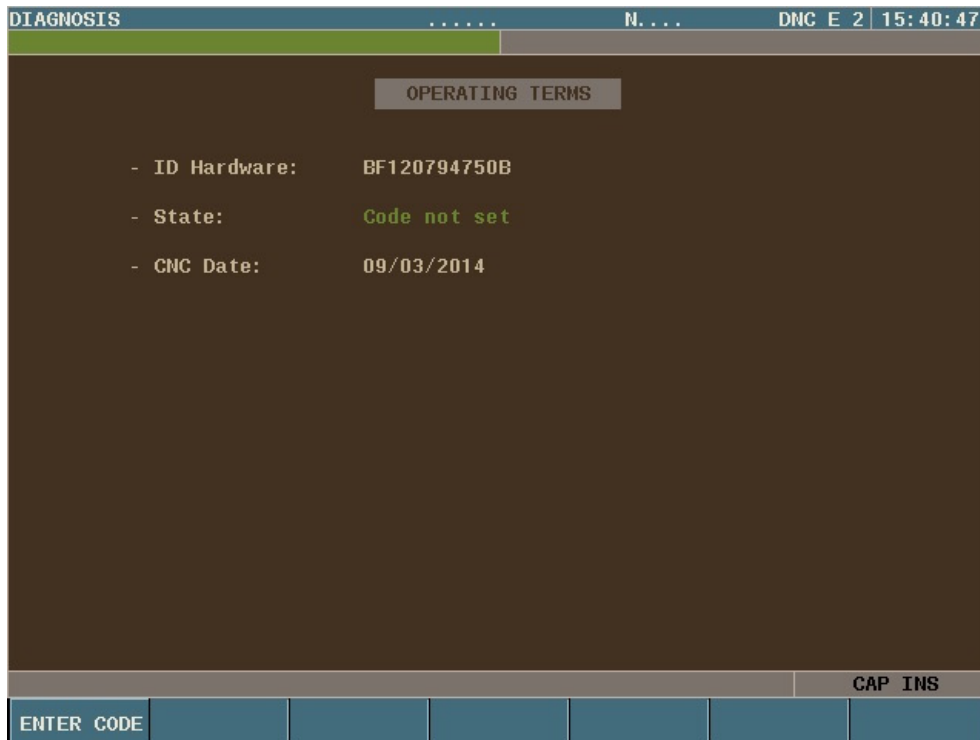 DIAGNOSIS ...... N.... DNC E 2 15:40:47
OPERATING TERMS
- ID Hardware: BF120794750B
- State: Code not set
- CNC Date: 09/03/2014
CAP INS
ENTER CODE